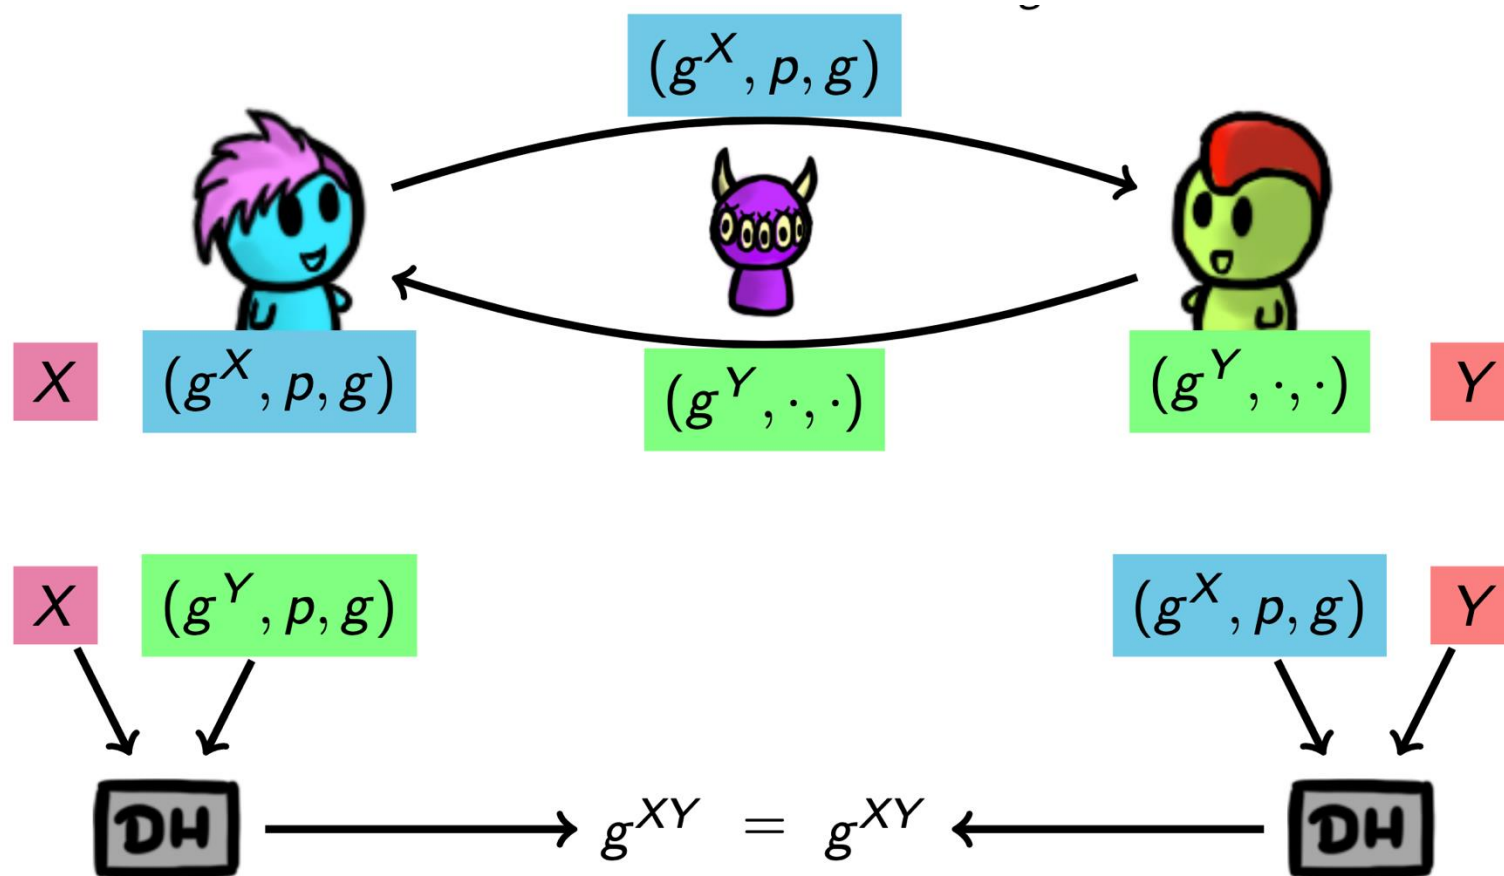 (g^X, p, g)
X (g^X, p, g) (g^Y, ·, ·) (g^Y, ·, ·) Y
X (g^Y, p, g) (g^X, p, g) Y
DH g^{XY} = g^{XY} DH